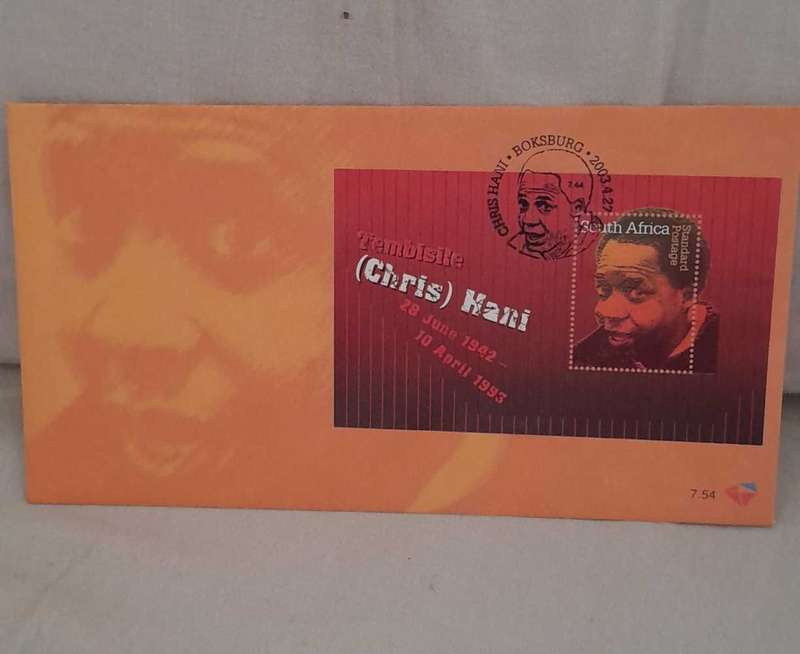 CHRIS HANI • BOKSBURG • 2003.4.27
7.54
South Africa
Standard
Postage
Tembisile
(Chris) Hani
28 June 1942 –
10 April 1993
7.54